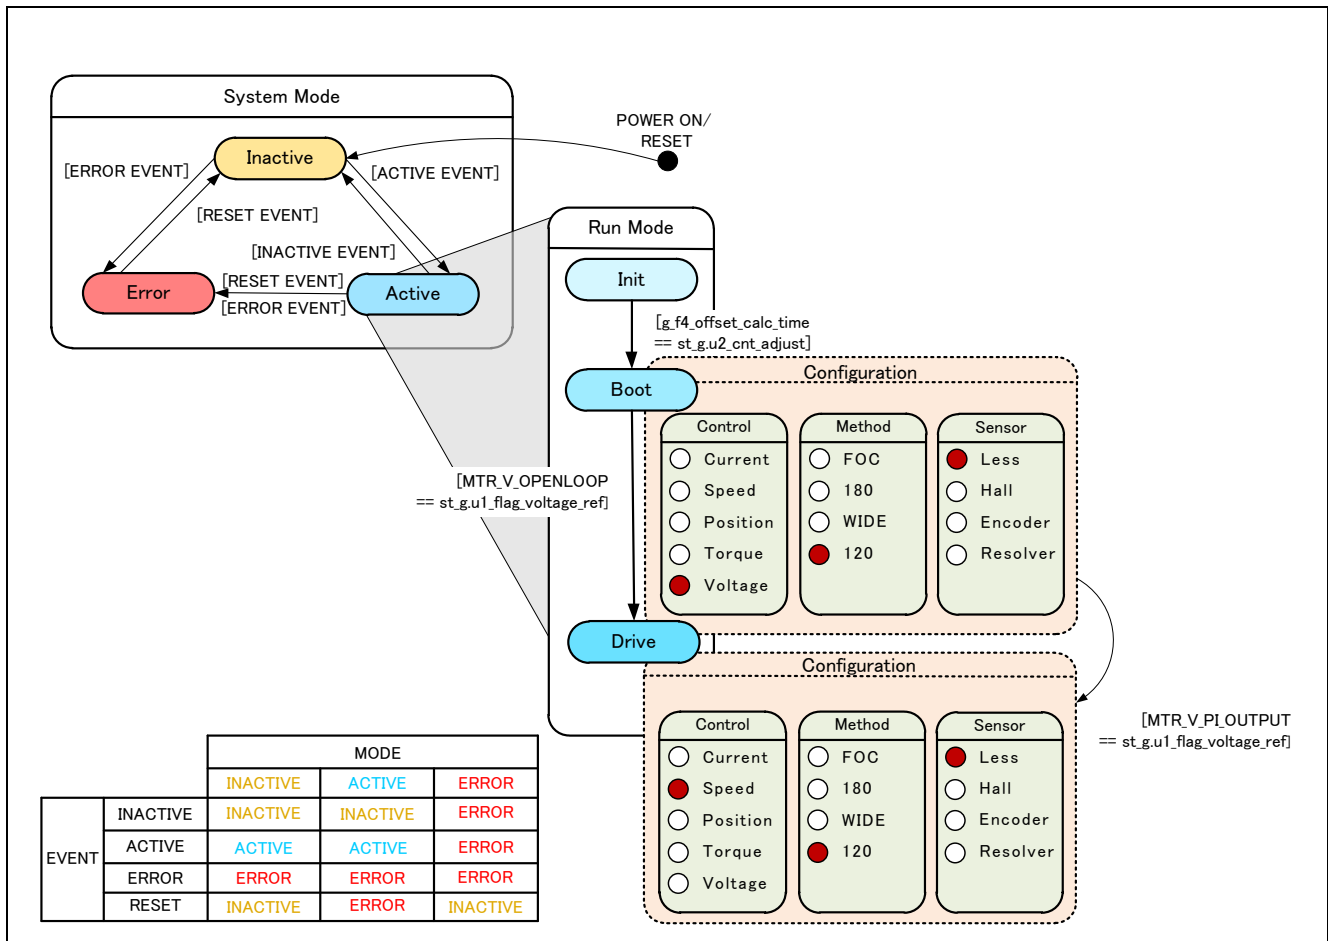 System Mode
POWER ON/
RESET
Inactive
[ERROR EVENT]
[ACTIVE EVENT]
[RESET EVENT]
[INACTIVE EVENT]
Error
[RESET EVENT]
[ERROR EVENT]
Active
Run Mode
Init
[g_f4_offset_calc_time
== st_g.u2_cnt_adjust]
Boot
[MTR_V_OPENLOOP
== st_g.u1_flag_voltage_ref]
Drive
Configuration
Control
Current
Speed
Position
Torque
Voltage
Method
FOC
180
WIDE
120
Sensor
Less
Hall
Encoder
Resolver
[MTR_V_PI_OUTPUT
== st_g.u1_flag_voltage_ref]
Configuration
Control
Current
Speed
Position
Torque
Voltage
Method
FOC
180
WIDE
120
Sensor
Less
Hall
Encoder
Resolver
MODE
INACTIVE ACTIVE ERROR
EVENT
INACTIVE INACTIVE INACTIVE ERROR
ACTIVE ACTIVE ACTIVE ERROR
ERROR ERROR ERROR ERROR
RESET INACTIVE ERROR INACTIVE